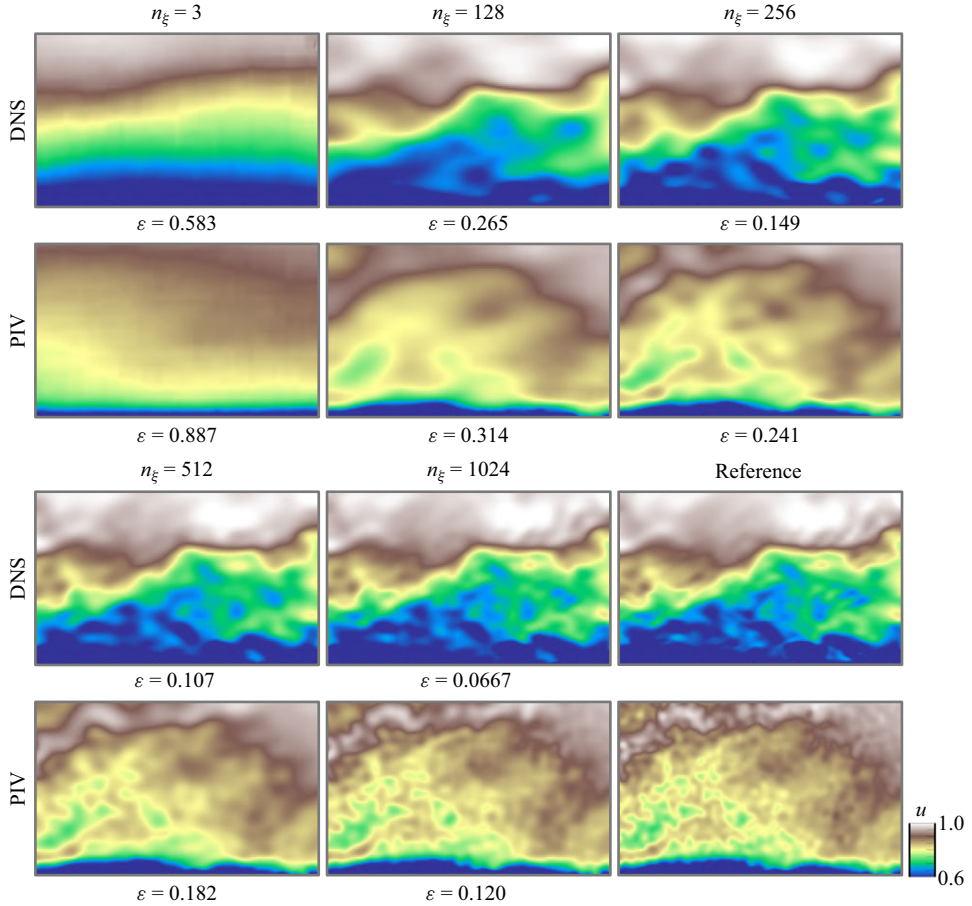 n_ξ = 3 n_ξ = 128 n_ξ = 256
DNS
ε = 0.583 ε = 0.265 ε = 0.149
PIV
ε = 0.887 ε = 0.314 ε = 0.241
n_ξ = 512 n_ξ = 1024 Reference
DNS
ε = 0.107 ε = 0.0667
PIV
u
1.0
0.6
ε = 0.182 ε = 0.120